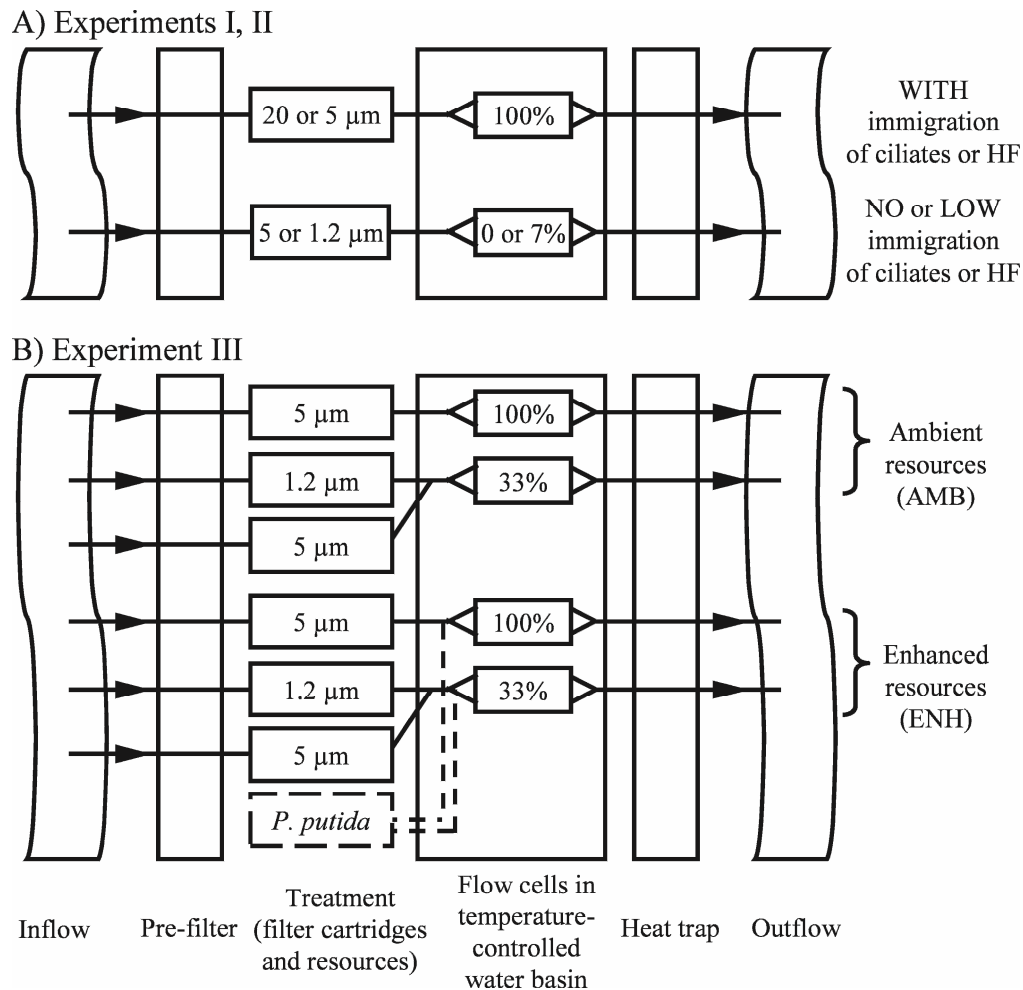 A) Experiments I, II
20 or 5 µm
100%
WITH
immigration
of ciliates or HF
5 or 1.2 µm
0 or 7%
NO or LOW
immigration
of ciliates or HF
B) Experiment III
5 µm
100%
1.2 µm
33%
5 µm
Ambient
resources
(AMB)
5 µm
100%
1.2 µm
33%
5 µm
Enhanced
resources
(ENH)
P. putida
Inflow
Pre-filter
Treatment
(filter cartridges
and resources)
Flow cells in
temperature-
controlled
water basin
Heat trap
Outflow